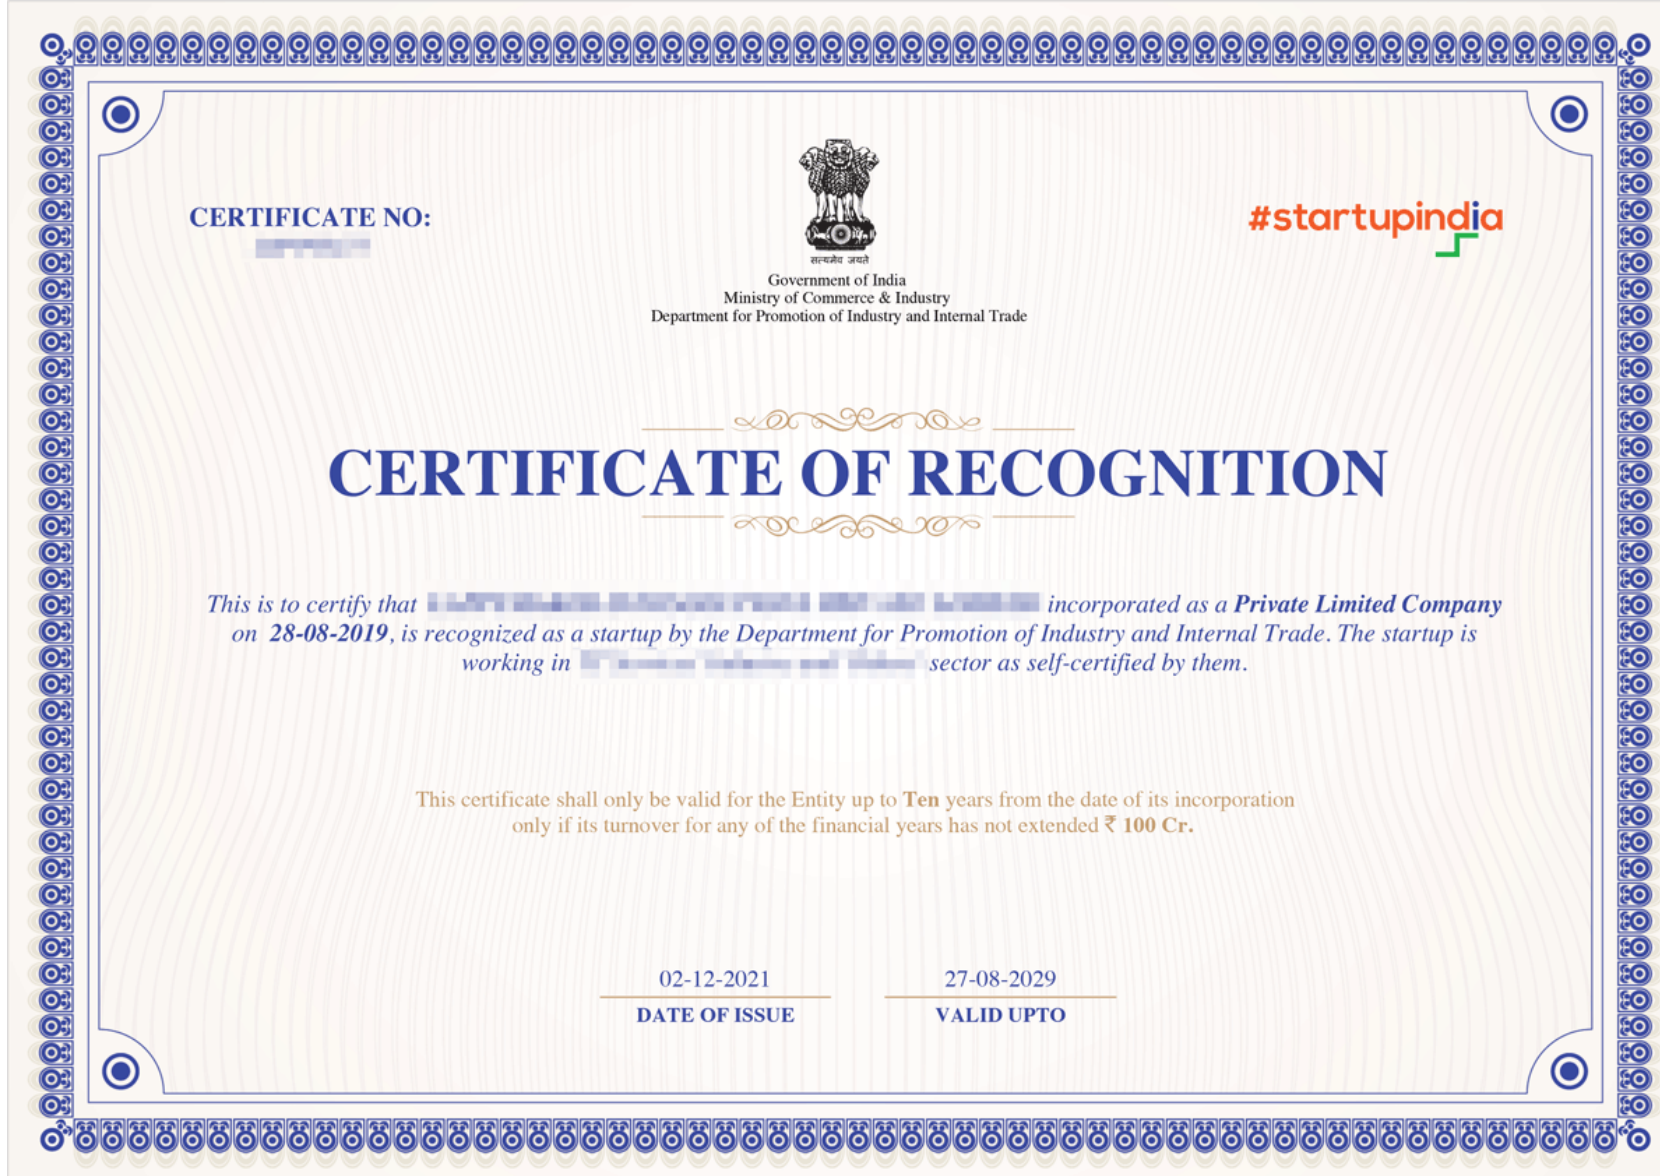 CERTIFICATE NO:
#startupindia
सत्यमेव जयते
Government of India
Ministry of Commerce & Industry
Department for Promotion of Industry and Internal Trade
CERTIFICATE OF RECOGNITION
This is to certify that incorporated as a Private Limited Company
on 28-08-2019, is recognized as a startup by the Department for Promotion of Industry and Internal Trade. The startup is
working in sector as self-certified by them.
This certificate shall only be valid for the Entity up to Ten years from the date of its incorporation
only if its turnover for any of the financial years has not extended ₹ 100 Cr.
02-12-2021
DATE OF ISSUE
27-08-2029
VALID UPTO